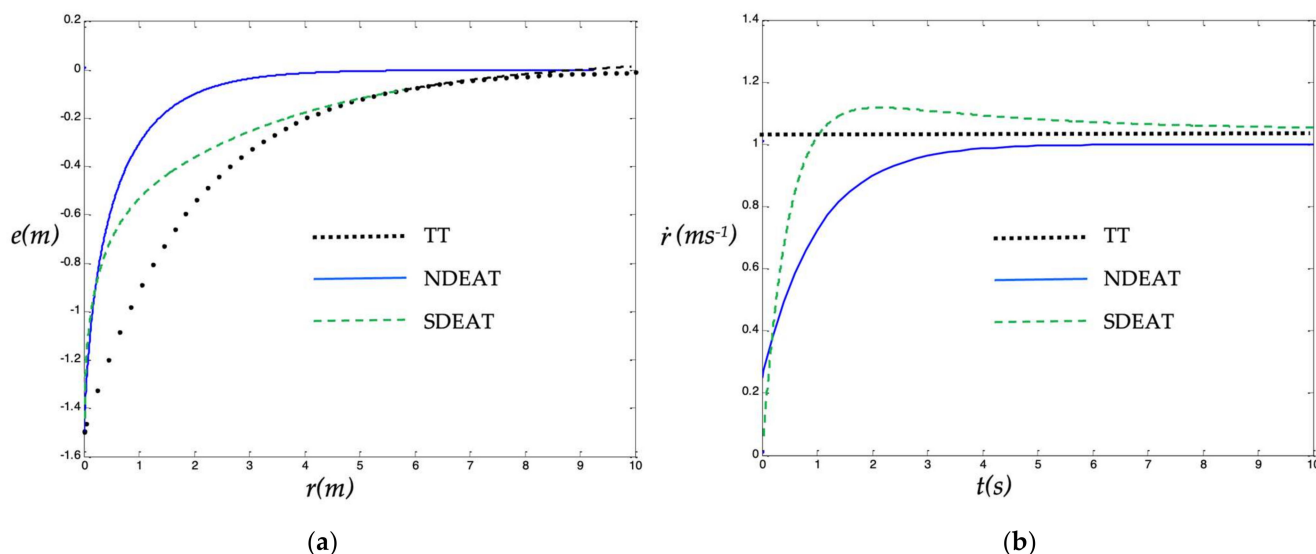 0.2
0
-0.2
-0.4
-0.6
-0.8
-1
-1.2
-1.4
-1.6
e(m)
TT
NDEAT
SDEAT
0 1 2 3 4 5 6 7 8 9 10
r(m)
(a)
1.4
1.2
1
0.8
0.6
0.4
0.2
0
ṙ (ms⁻¹)
TT
NDEAT
SDEAT
0 1 2 3 4 5 6 7 8 9 10
t(s)
(b)